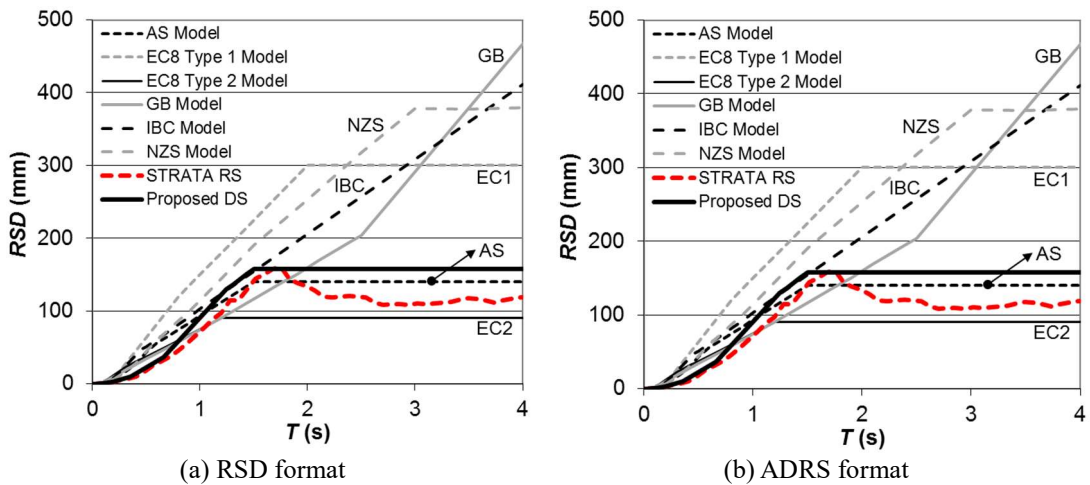 500
400
300
200
100
0
RSD (mm)
AS Model
EC8 Type 1 Model
EC8 Type 2 Model
GB Model
IBC Model
NZS Model
STRATA RS
Proposed DS
GB
NZS
IBC
EC1
AS
EC2
0 1 2 3 4
T (s)
(a) RSD format
500
400
300
200
100
0
RSD (mm)
AS Model
EC8 Type 1 Model
EC8 Type 2 Model
GB Model
IBC Model
NZS Model
STRATA RS
Proposed DS
GB
NZS
IBC
EC1
AS
EC2
0 1 2 3 4
T (s)
(b) ADRS format